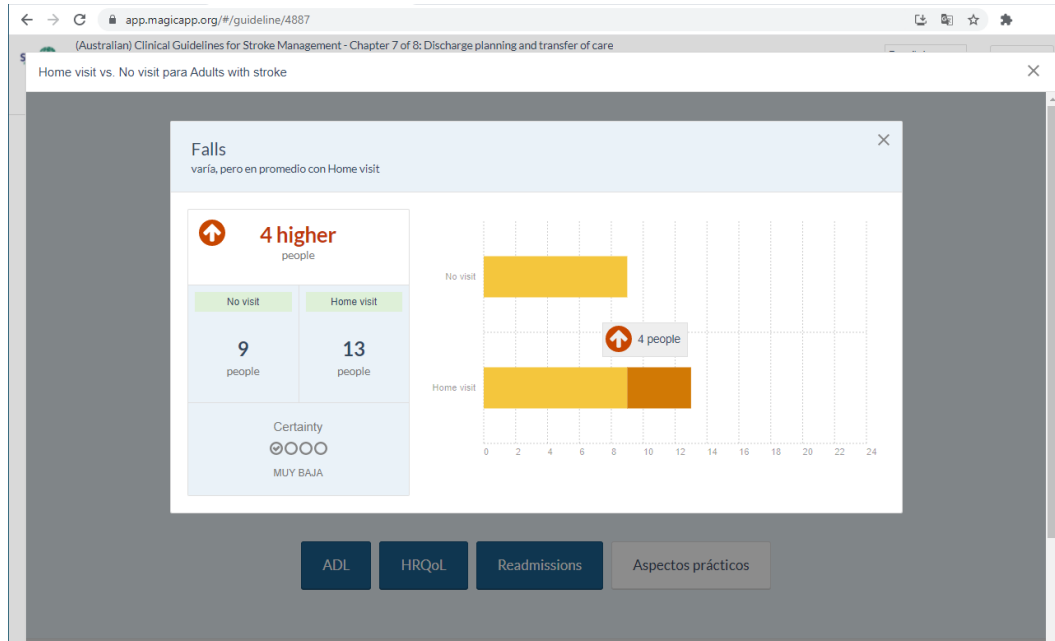 app.magicapp.org/#/guideline/4887
(Australian) Clinical Guidelines for Stroke Management - Chapter 7 of 8: Discharge planning and transfer of care
Home visit vs. No visit para Adults with stroke
Falls
varía, pero en promedio con Home visit
4 higher
people
No visit
Home visit
9
13
people
people
Certainty
MUY BAJA
No visit
4 people
Home visit
0 2 4 6 8 10 12 14 16 18 20 22 24
ADL
HRQoL
Readmissions
Aspectos prácticos